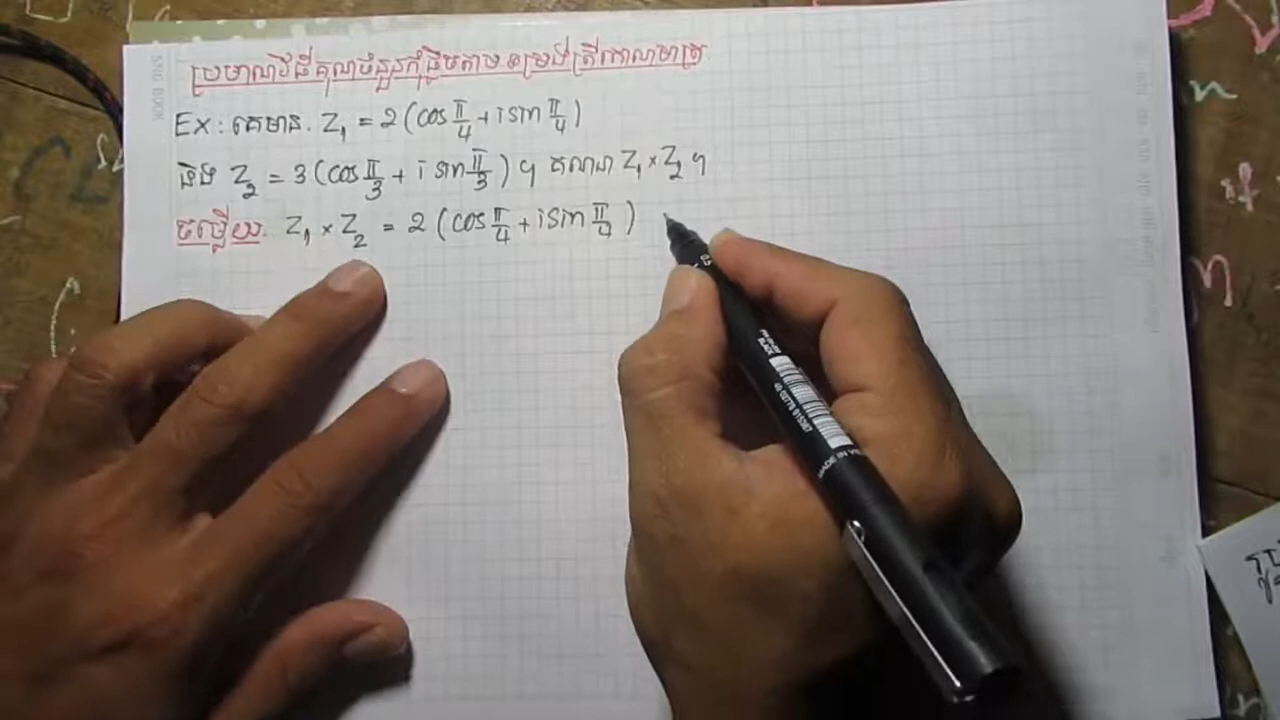 ប្រមាណវិធីគុណចំនួនកុំផ្លិចតាមទម្រង់ត្រីកោណមាត្រ
Ex: គេមាន. Z₁ = 2(cos π/4 + i sin π/4)
និង Z₂ = 3(cos π/3 + i sin π/3) ។ គណនា Z₁ × Z₂ ។
ចម្លើយ. Z₁ × Z₂ = 2(cos π/4 + i sin π/4)